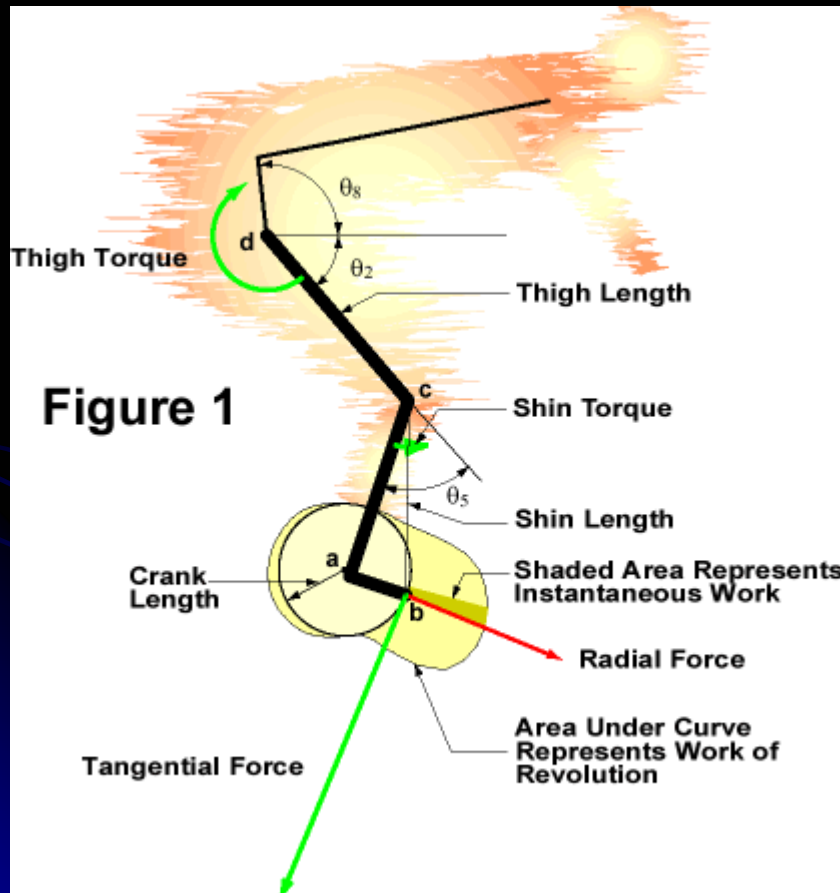 θ8
d
Thigh Torque
θ2
Thigh Length
Figure 1
c
Shin Torque
θ5
Shin Length
a
Crank
Length
Shaded Area Represents
Instantaneous Work
b
Radial Force
Area Under Curve
Represents Work of
Revolution
Tangential Force